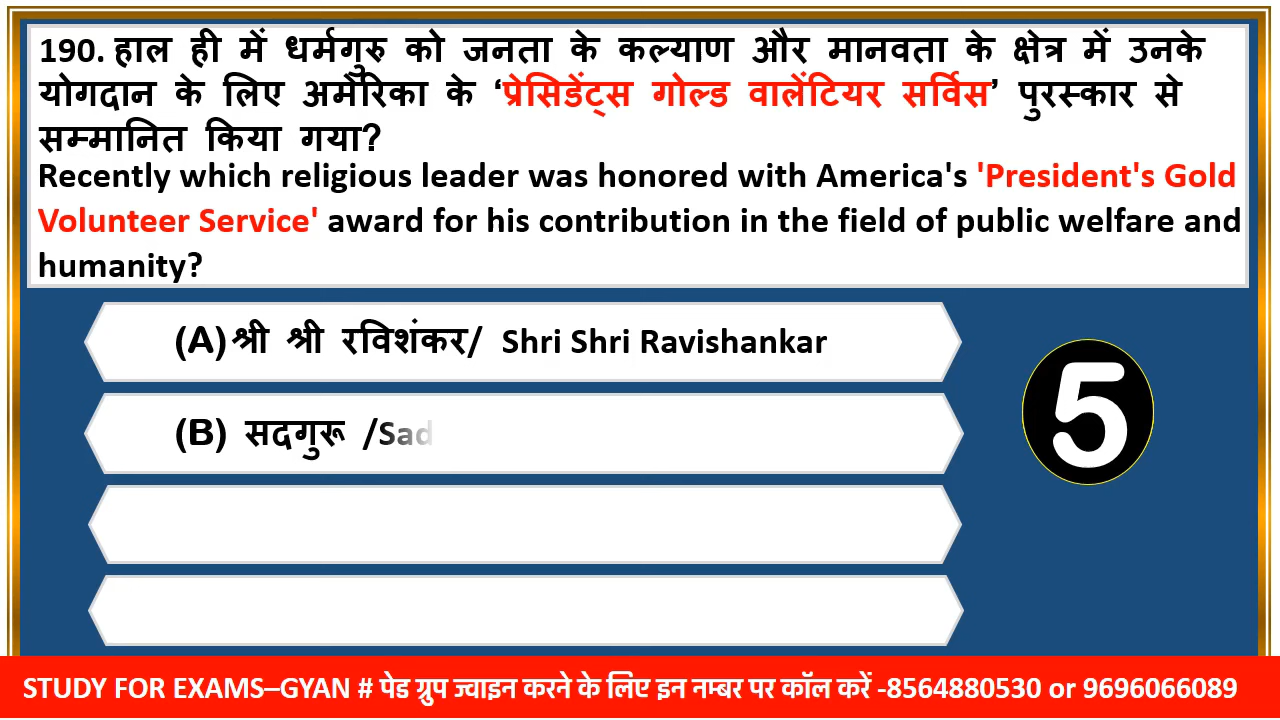 190. हाल ही में धर्मगुरु को जनता के कल्याण और मानवता के क्षेत्र में उनके
योगदान के लिए अमेरिका के ‘प्रेसिडेंट्स गोल्ड वालेंटियर सर्विस’ पुरस्कार से
सम्मानित किया गया?
Recently which religious leader was honored with America's 'President's Gold
Volunteer Service' award for his contribution in the field of public welfare and
humanity?
(A) श्री श्री रविशंकर/ Shri Shri Ravishankar
(B) सदगुरू /Sad
5
STUDY FOR EXAMS–GYAN # पेड ग्रुप ज्वाइन करने के लिए इन नम्बर पर कॉल करें -8564880530 or 9696066089